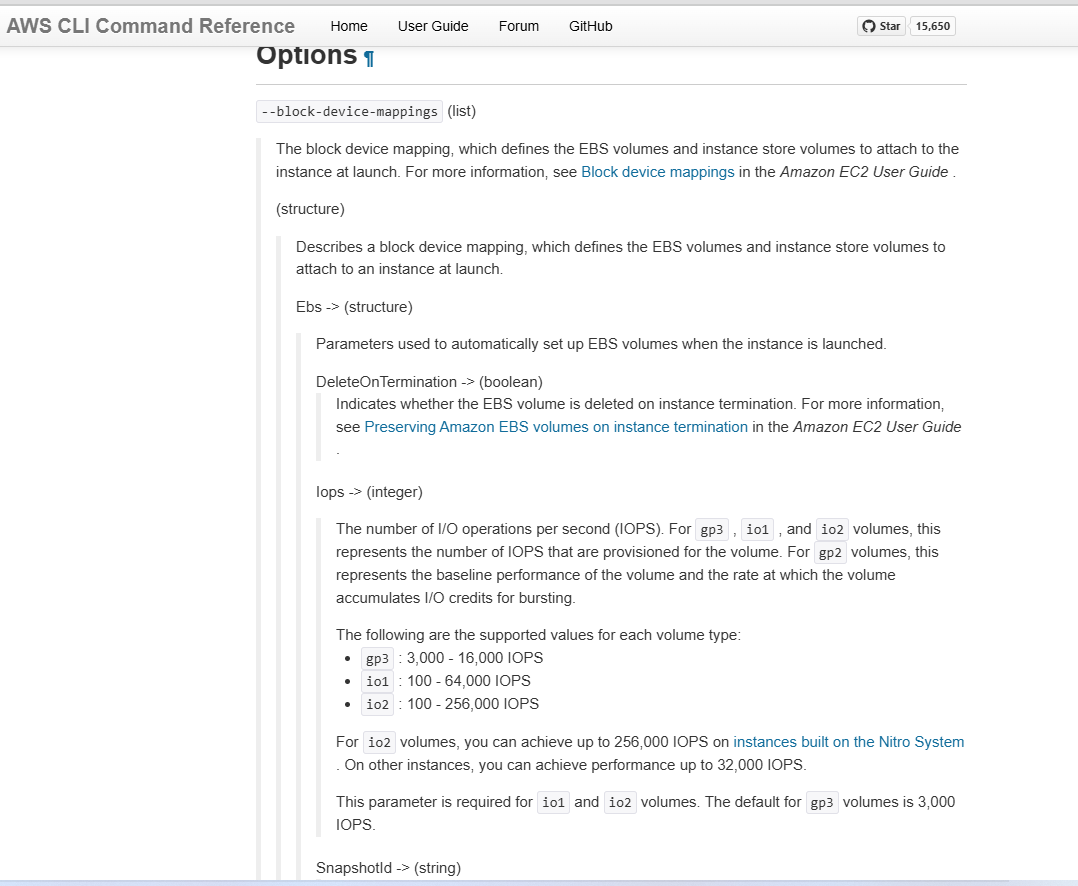 AWS CLI Command Reference Home User Guide Forum GitHub Star 15,650
Options ¶
--block-device-mappings (list)
The block device mapping, which defines the EBS volumes and instance store volumes to attach to the
instance at launch. For more information, see Block device mappings in the Amazon EC2 User Guide .
(structure)
Describes a block device mapping, which defines the EBS volumes and instance store volumes to
attach to an instance at launch.
Ebs -> (structure)
Parameters used to automatically set up EBS volumes when the instance is launched.
DeleteOnTermination -> (boolean)
Indicates whether the EBS volume is deleted on instance termination. For more information,
see Preserving Amazon EBS volumes on instance termination in the Amazon EC2 User Guide
.
Iops -> (integer)
The number of I/O operations per second (IOPS). For gp3 , io1 , and io2 volumes, this
represents the number of IOPS that are provisioned for the volume. For gp2 volumes, this
represents the baseline performance of the volume and the rate at which the volume
accumulates I/O credits for bursting.
The following are the supported values for each volume type:
• gp3 : 3,000 - 16,000 IOPS
• io1 : 100 - 64,000 IOPS
• io2 : 100 - 256,000 IOPS
For io2 volumes, you can achieve up to 256,000 IOPS on instances built on the Nitro System
. On other instances, you can achieve performance up to 32,000 IOPS.
This parameter is required for io1 and io2 volumes. The default for gp3 volumes is 3,000
IOPS.
SnapshotId -> (string)